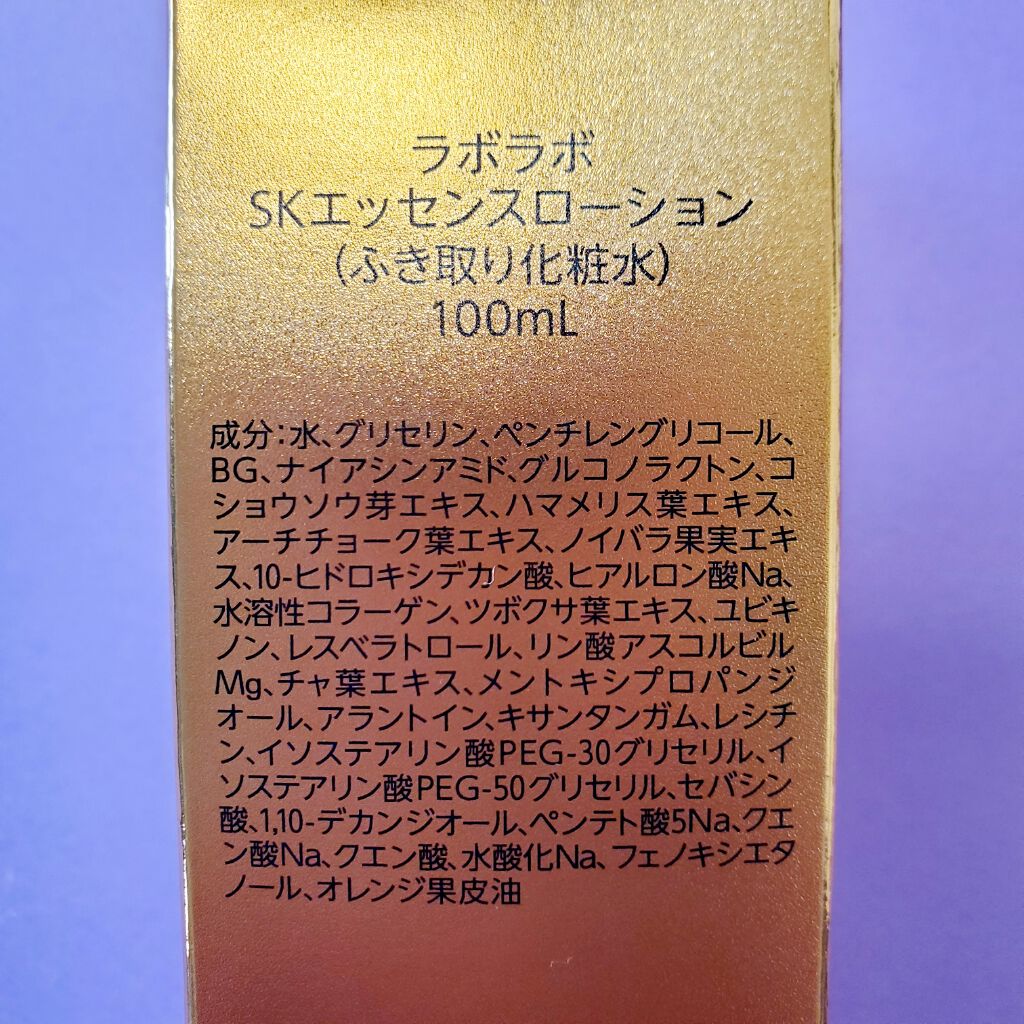 ラボラボ
SKエッセンスローション
(ふき取り化粧水)
100mL
成分:水、グリセリン、ペンチレングリコール、
BG、ナイアシンアミド、グルコノラクトン、コ
ショウソウ芽エキス、ハマメリス葉エキス、
アーチチョーク葉エキス、ノイバラ果実エキ
ス、10-ヒドロキシデカン酸、ヒアルロン酸Na、
水溶性コラーゲン、ツボクサ葉エキス、ユビキ
ノン、レスベラトロール、リン酸アスコルビル
Mg、チャ葉エキス、メントキシプロパンジ
オール、アラントイン、キサンタンガム、レシチ
ン、イソステアリン酸PEG-30グリセリル、イ
ソステアリン酸PEG-50グリセリル、セバシン
酸、1,10-デカンジオール、ペンテト酸5Na、クエ
ン酸Na、クエン酸、水酸化Na、フェノキシエタ
ノール、オレンジ果皮油